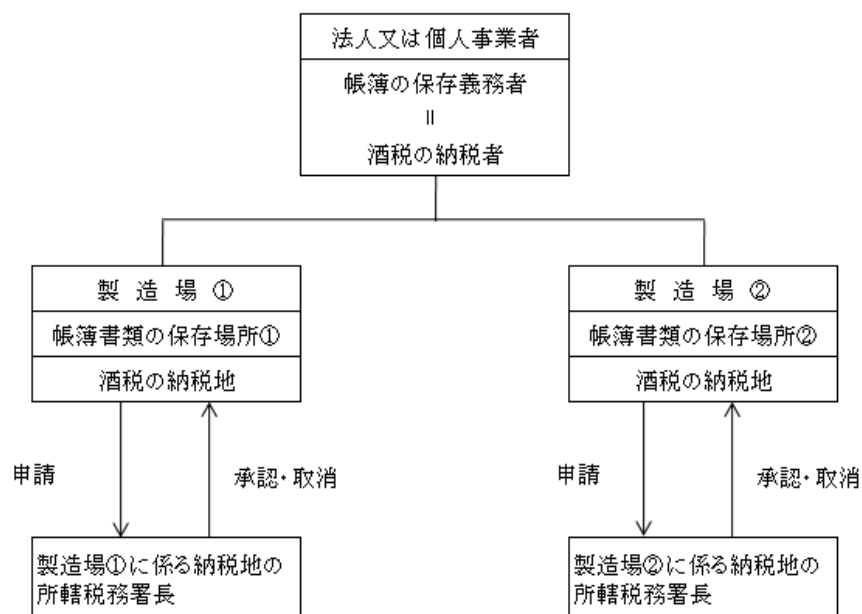 法人又は個人事業者
帳簿の保存義務者
＝
酒税の納税者
製 造 場 ①
帳簿書類の保存場所①
酒税の納税地
申請
承認・取消
製造場①に係る納税地の
所轄税務署長
製 造 場 ②
帳簿書類の保存場所②
酒税の納税地
申請
承認・取消
製造場②に係る納税地の
所轄税務署長